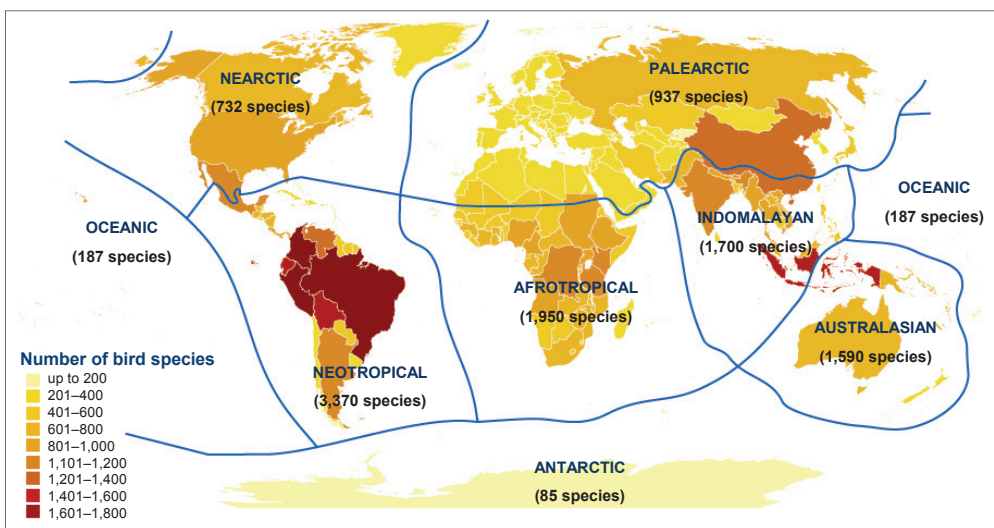 NEARCTIC
(732 species)
PALEARCTIC
(937 species)
OCEANIC
(187 species)
OCEANIC
(187 species)
INDOMALAYAN
(1,700 species)
AFROTROPICAL
(1,950 species)
AUSTRALASIAN
(1,590 species)
NEOTROPICAL
(3,370 species)
ANTARCTIC
(85 species)
Number of bird species
up to 200
201–400
401–600
601–800
801–1,000
1,101–1,200
1,201–1,400
1,401–1,600
1,601–1,800